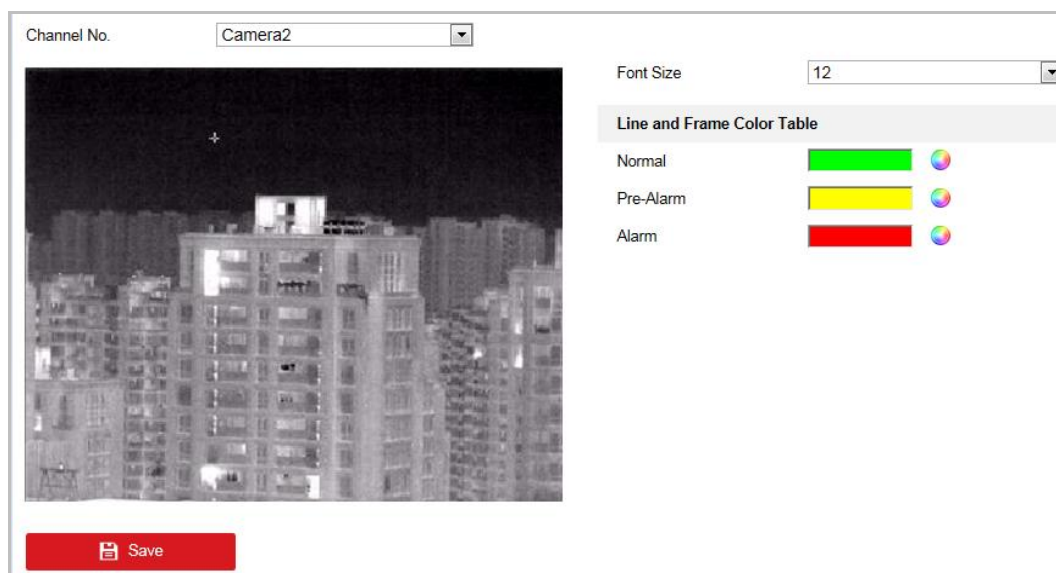 Channel No. Camera2
Font Size 12
Line and Frame Color Table
Normal
Pre-Alarm
Alarm
Save